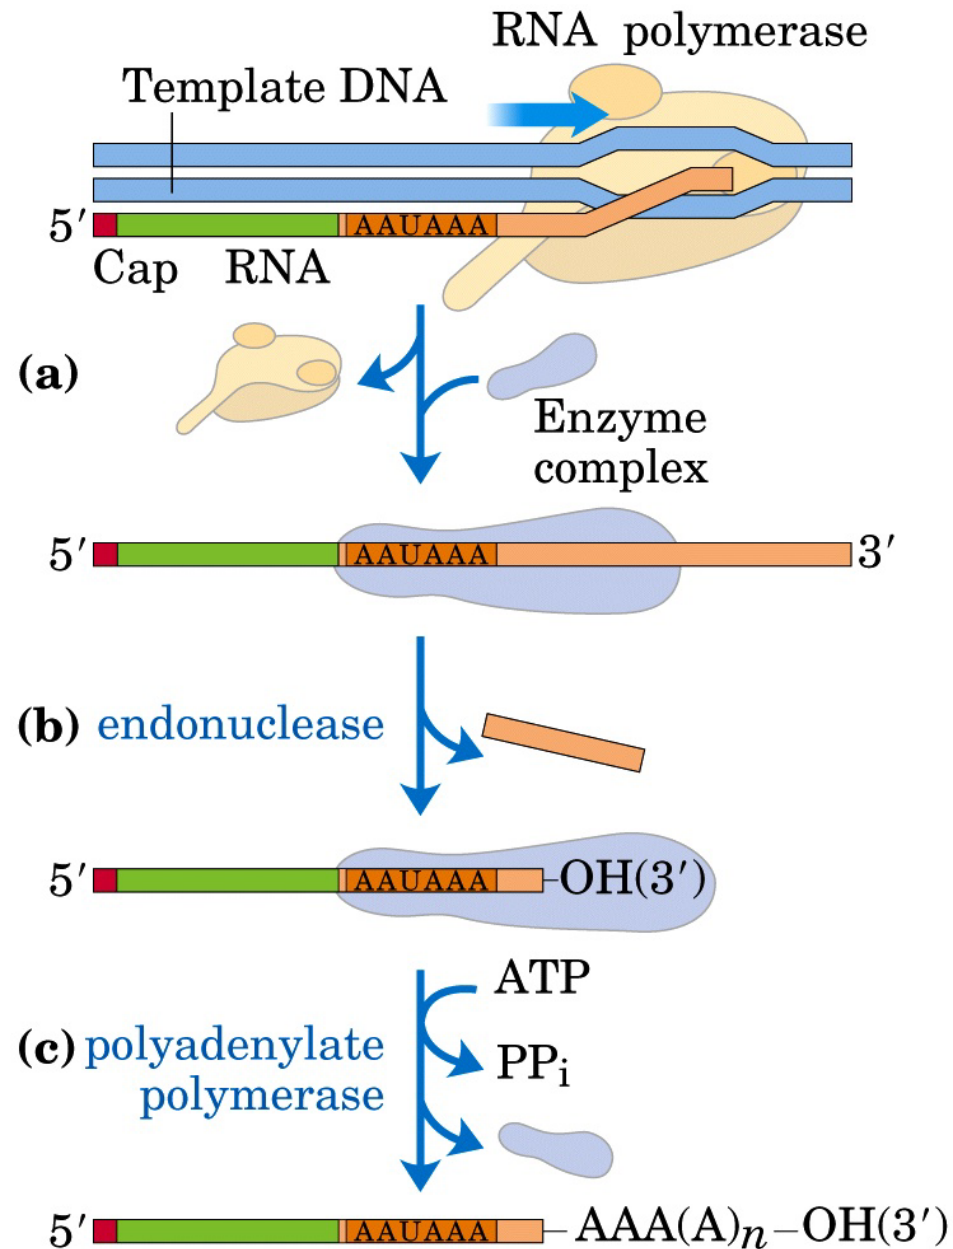 RNA polymerase
Template DNA
5′ AAUAAA
Cap RNA
(a)
Enzyme
complex
5′ AAUAAA 3′
(b) endonuclease
5′ AAUAAA –OH(3′)
ATP
(c) polyadenylate
polymerase
PPi
5′ AAUAAA – AAA(A)n–OH(3′)